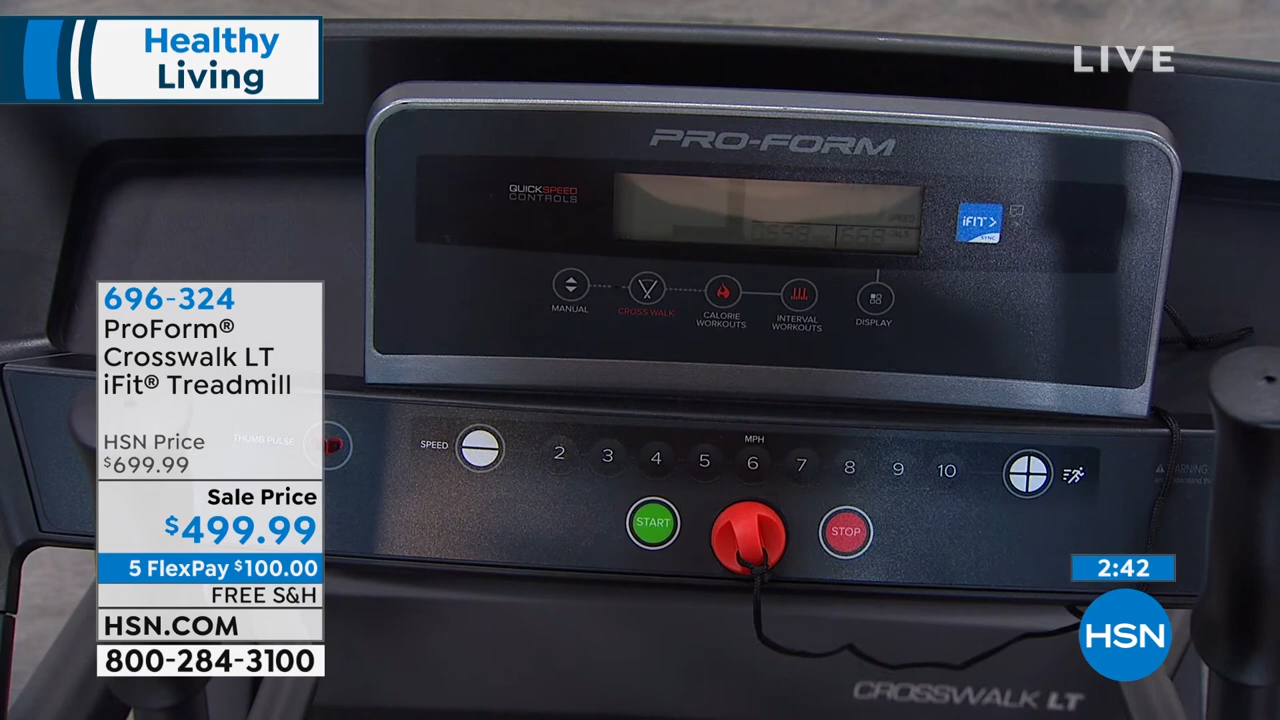 Healthy
Living
LIVE
PRO-FORM
QUICKSPEED
CONTROLS
SPEED
iFIT
SYNC
MANUAL
CROSS WALK
CALORIE
WORKOUTS
INTERVAL
WORKOUTS
DISPLAY
696-324
ProForm®
Crosswalk LT
iFit® Treadmill
HSN Price
$699.99
Sale Price
$499.99
5 FlexPay $100.00
FREE S&H
HSN.COM
800-284-3100
THUMB PULSE
SPEED
MPH
2 3 4 5 6 7 8 9 10
WARNING
START
STOP
2:42
HSN
CROSSWALK LT